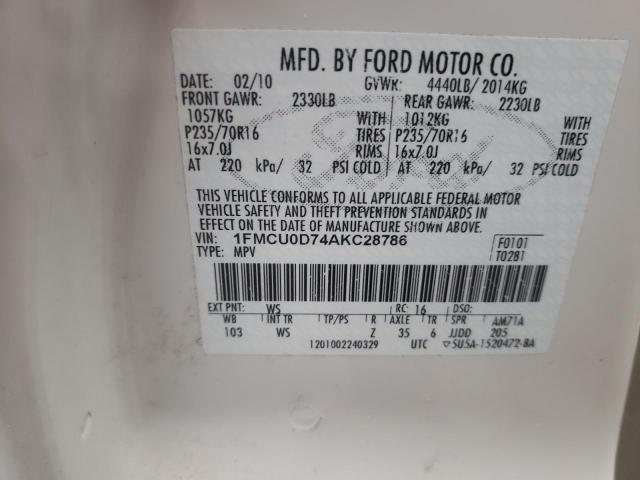 MFD. BY FORD MOTOR CO.
DATE: 02/10 GVWR: 4440LB/ 2014KG
FRONT GAWR: 2330LB REAR GAWR: 2230LB
1057KG WITH 1012KG WITH
P235/70R16 TIRES P235/70R16 TIRES
16x7.0J RIMS 16x7.0J RIMS
AT 220 kPa/ 32 PSI COLD AT 220 kPa/ 32 PSI COLD
THIS VEHICLE CONFORMS TO ALL APPLICABLE FEDERAL MOTOR
VEHICLE SAFETY AND THEFT PREVENTION STANDARDS IN
EFFECT ON THE DATE OF MANUFACTURE SHOWN ABOVE.
VIN: 1FMCU0D74AKC28786 F0101
TYPE: MPV T0281
EXT PNT: WS RC: 16 DSO:
WB INT TR TP/PS R AXLE TR SPR AM71A
103 WS Z 35 6 JJDD 205
1201002240329 UTC 5U5A-1520472-BA